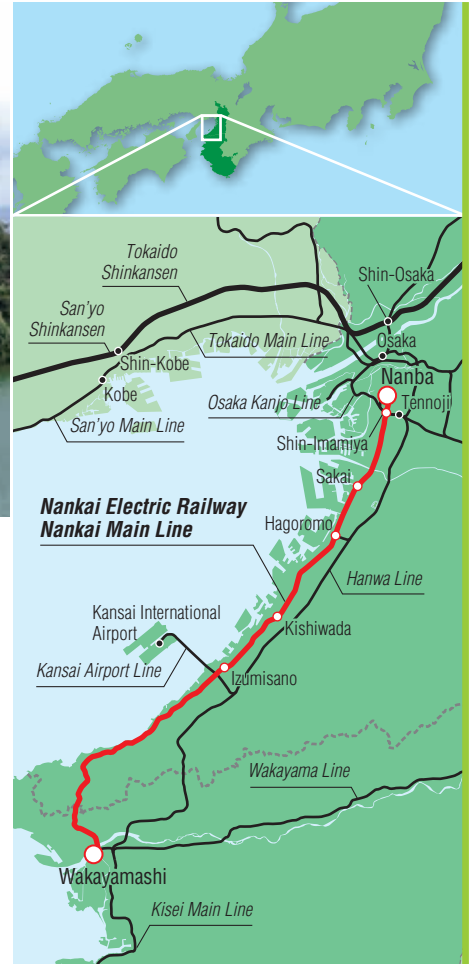 Tokaido
Shinkansen
Shin-Osaka
San'yo
Shinkansen
Tokaido Main Line
Osaka
Shin-Kobe
Nanba
Kobe
Osaka Kanjo Line
Tennoji
San'yo Main Line
Shin-Imamiya
Sakai
Nankai Electric Railway
Nankai Main Line
Hagoromo
Hanwa Line
Kansai International
Airport
Kishiwada
Kansai Airport Line
Izumisano
Wakayama Line
Wakayamashi
Kisei Main Line